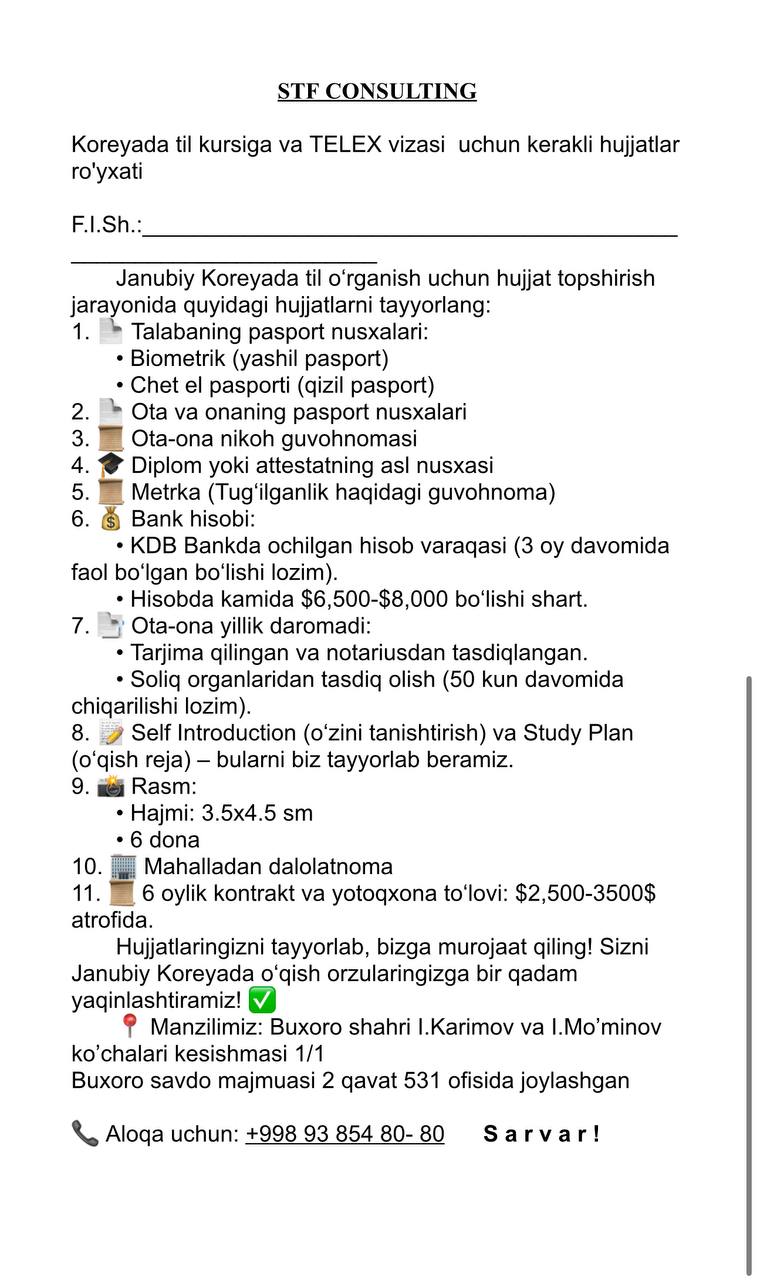 STF CONSULTING
Koreyada til kursiga va TELEX vizasi  uchun kerakli hujjatlar
ro'yxati
F.I.Sh.:____________________________________________
_________________________
Janubiy Koreyada til o‘rganish uchun hujjat topshirish
jarayonida quyidagi hujjatlarni tayyorlang:
1. 📄 Talabaning pasport nusxalari:
• Biometrik (yashil pasport)
• Chet el pasporti (qizil pasport)
2. 📄 Ota va onaning pasport nusxalari
3. 📜 Ota-ona nikoh guvohnomasi
4. 🎓 Diplom yoki attestatning asl nusxasi
5. 📜 Metrka (Tug‘ilganlik haqidagi guvohnoma)
6. 💰 Bank hisobi:
• KDB Bankda ochilgan hisob varaqasi (3 oy davomida
faol bo‘lgan bo‘lishi lozim).
• Hisobda kamida $6,500-$8,000 bo‘lishi shart.
7. 📑 Ota-ona yillik daromadi:
• Tarjima qilingan va notariusdan tasdiqlangan.
• Soliq organlaridan tasdiq olish (50 kun davomida
chiqarilishi lozim).
8. 📝 Self Introduction (o‘zini tanishtirish) va Study Plan
(o‘qish reja) – bularni biz tayyorlab beramiz.
9. 📸 Rasm:
• Hajmi: 3.5x4.5 sm
• 6 dona
10. 🏢 Mahalladan dalolatnoma
11. 📜 6 oylik kontrakt va yotoqxona to‘lovi: $2,500-3500$
atrofida.
Hujjatlaringizni tayyorlab, bizga murojaat qiling! Sizni
Janubiy Koreyada o‘qish orzularingizga bir qadam
yaqinlashtiramiz! ✅
📍 Manzilimiz: Buxoro shahri I.Karimov va I.Mo’minov
ko’chalari kesishmasi 1/1
Buxoro savdo majmuasi 2 qavat 531 ofisida joylashgan
📞 Aloqa uchun: +998 93 854 80- 80 S a r v a r !